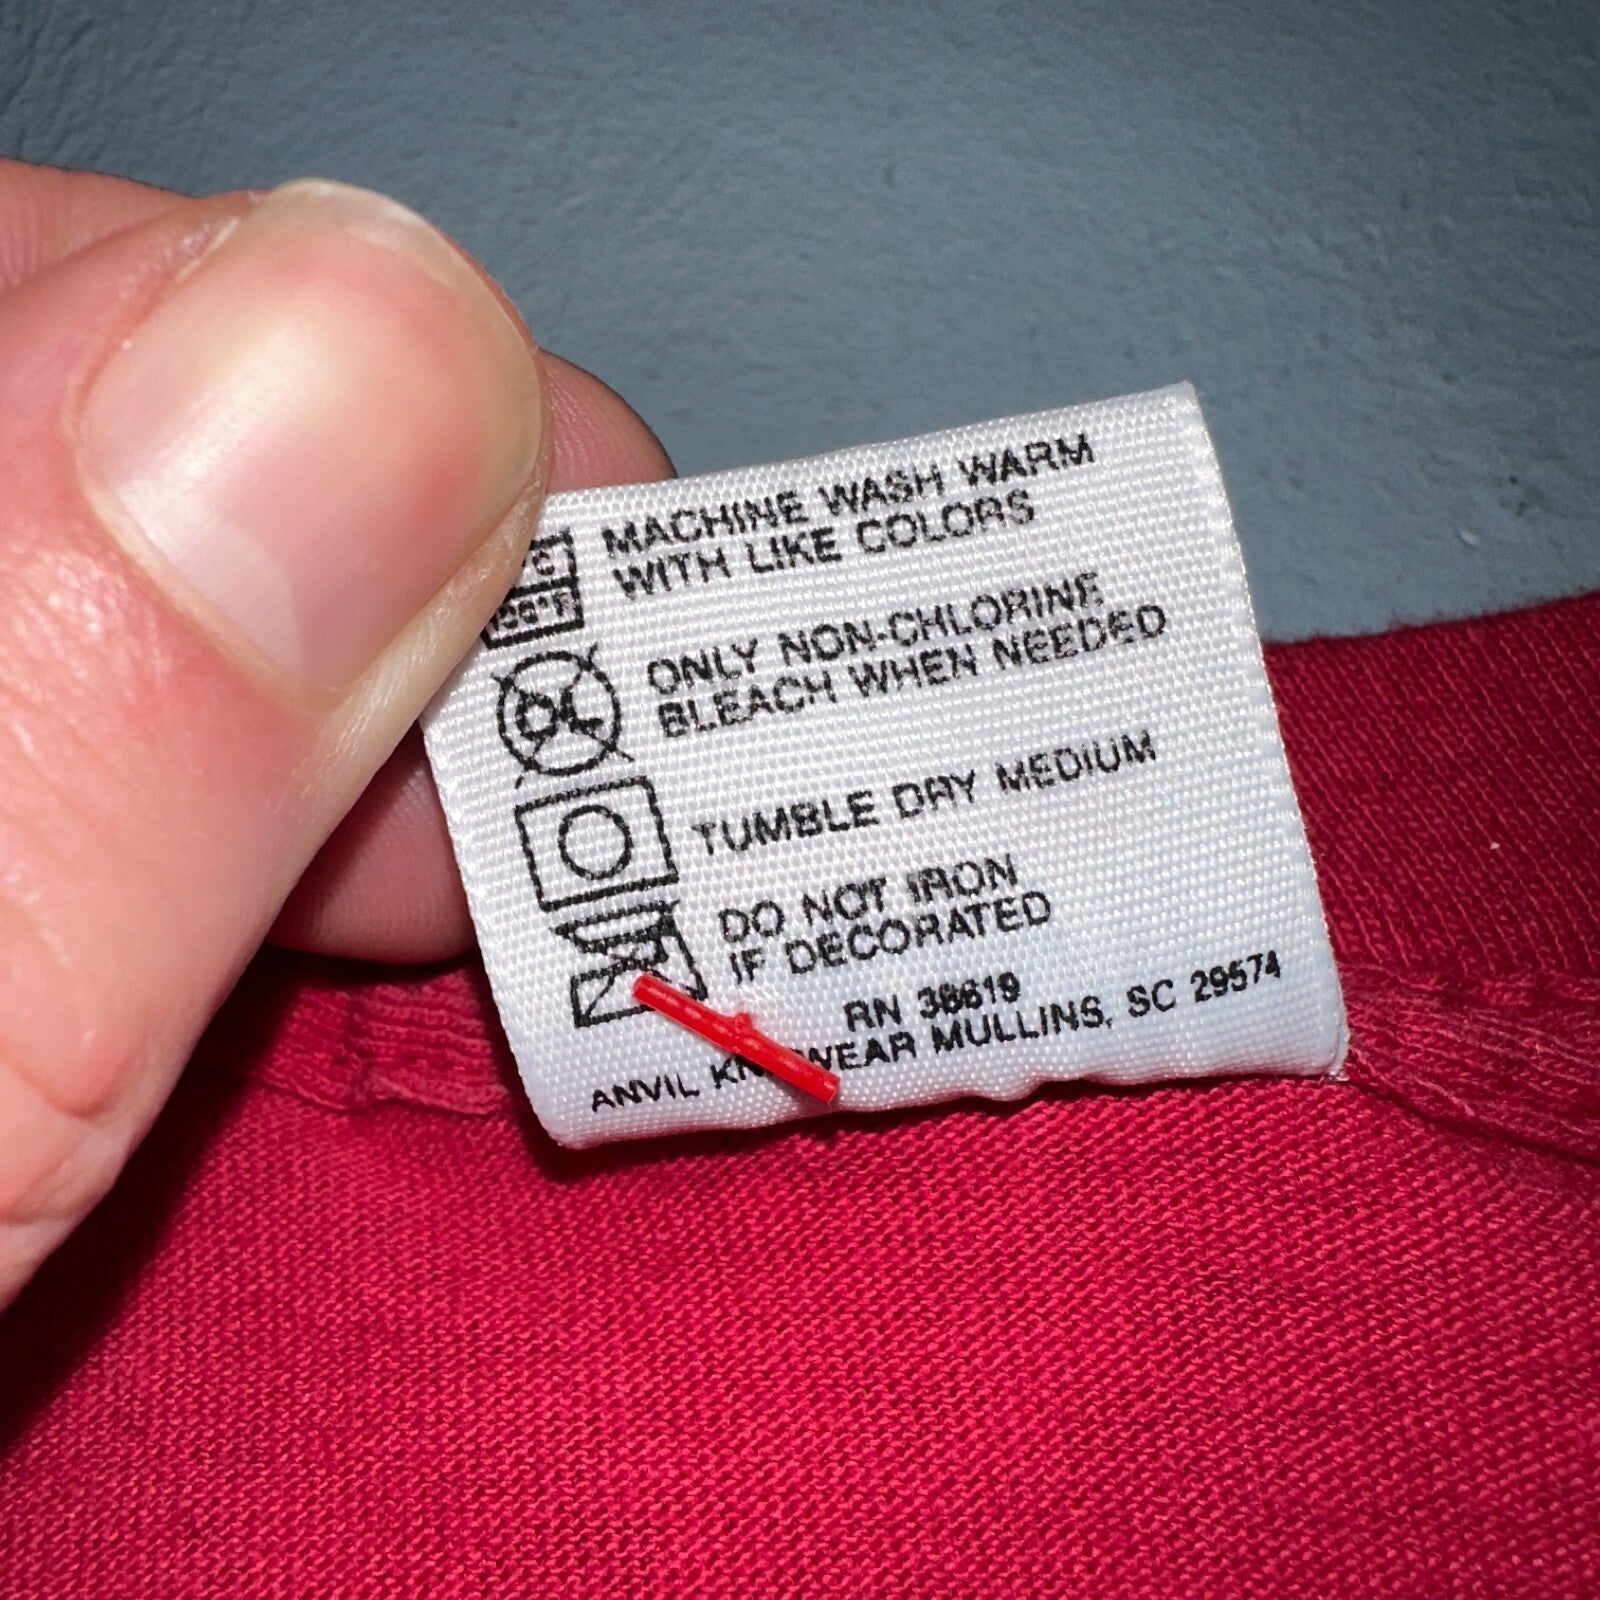 MACHINE WASH WARM
WITH LIKE COLORS
ONLY NON-CHLORINE
BLEACH WHEN NEEDED
TUMBLE DRY MEDIUM
DO NOT IRON
IF DECORATED
RN 38619
ANVIL MULLINS, SC 29574